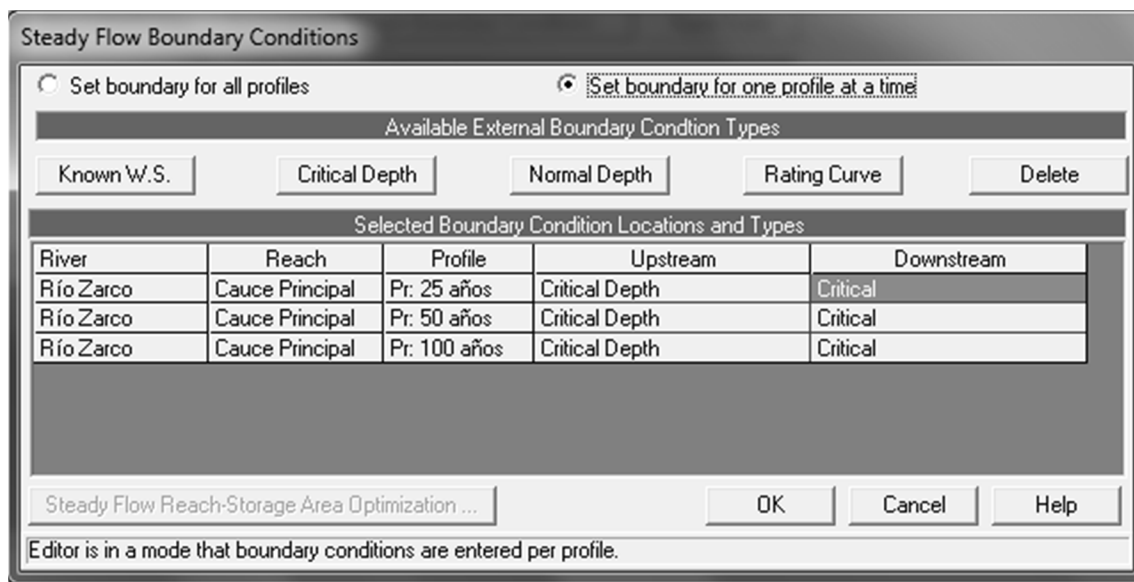 Steady Flow Boundary Conditions
Set boundary for all profiles Set boundary for one profile at a time
Available External Boundary Condtion Types
Known W.S. Critical Depth Normal Depth Rating Curve Delete
Selected Boundary Condition Locations and Types
River Reach Profile Upstream Downstream
Río Zarco Cauce Principal Pr: 25 años Critical Depth Critical
Río Zarco Cauce Principal Pr: 50 años Critical Depth Critical
Río Zarco Cauce Principal Pr: 100 años Critical Depth Critical
Steady Flow Reach-Storage Area Optimization ... OK Cancel Help
Editor is in a mode that boundary conditions are entered per profile.